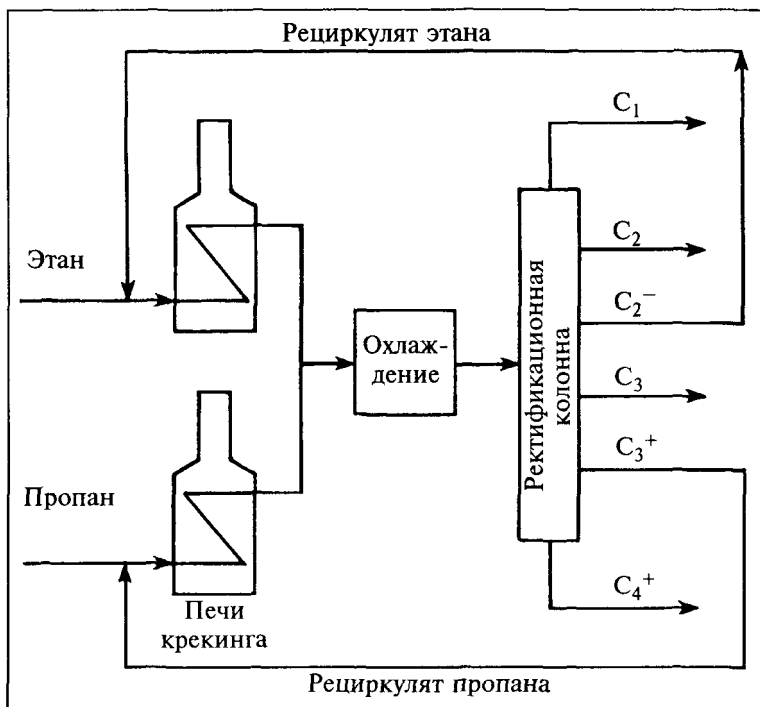 Рециркулят этана
C₁
C₂
Этан
C₂⁻
Охлаж-
дение
Ректификационная
колонна
C₃
C₃⁺
Пропан
C₄⁺
Печи
крекинга
Рециркулят пропана